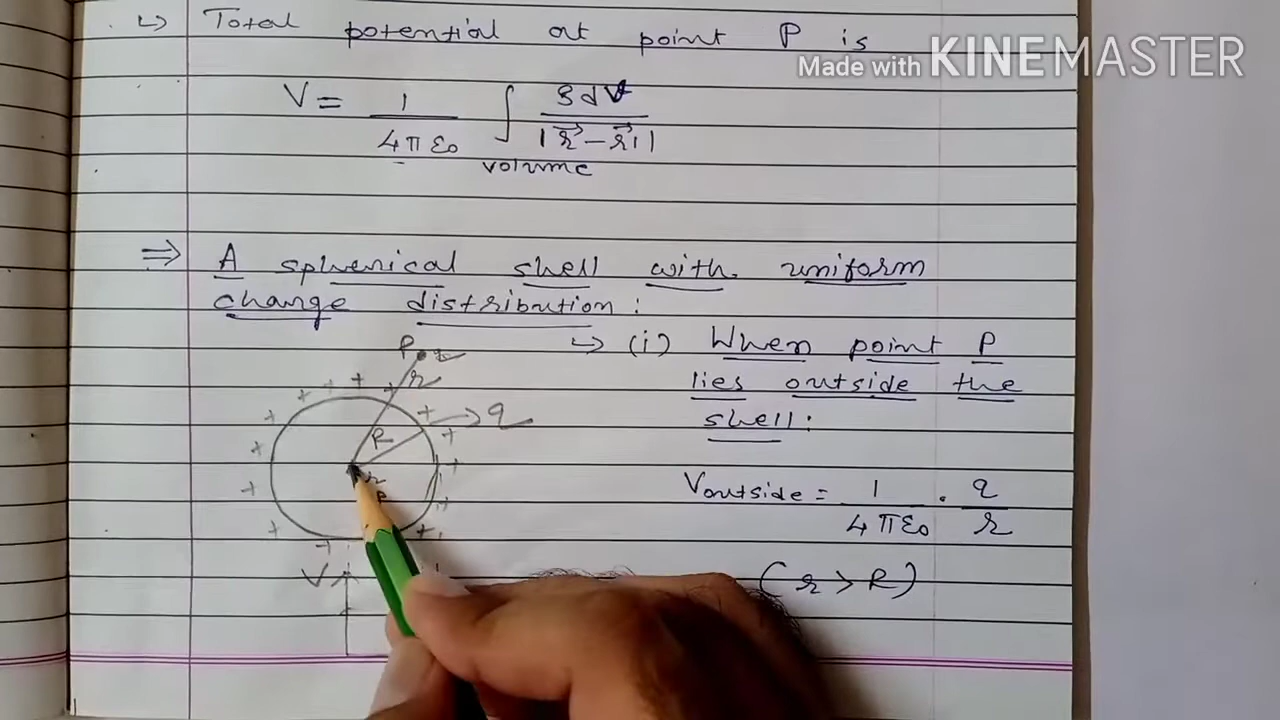 ↳ Total potential at point P is
Made with KINEMASTER
V = 1 / 4πε₀ ∫ ρdV / |r⃗ - r⃗ᵢ|
volume
⇒ A spherical shell with uniform
charge distribution:
↳ (i) When point P
lies outside the
shell:
P
r
q
R
V outside = 1 / 4πε₀ · q / r
(r > R)
V